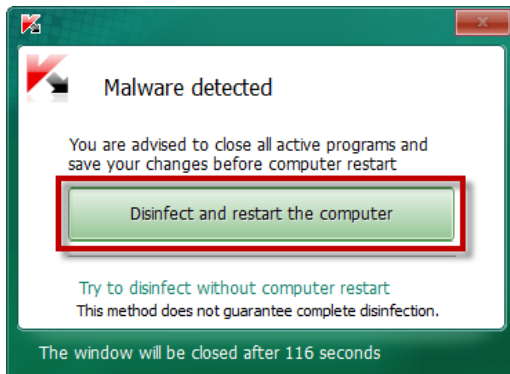 Malware detected
You are advised to close all active programs and
save your changes before computer restart
Disinfect and restart the computer
Try to disinfect without computer restart
This method does not guarantee complete disinfection.
The window will be closed after 116 seconds